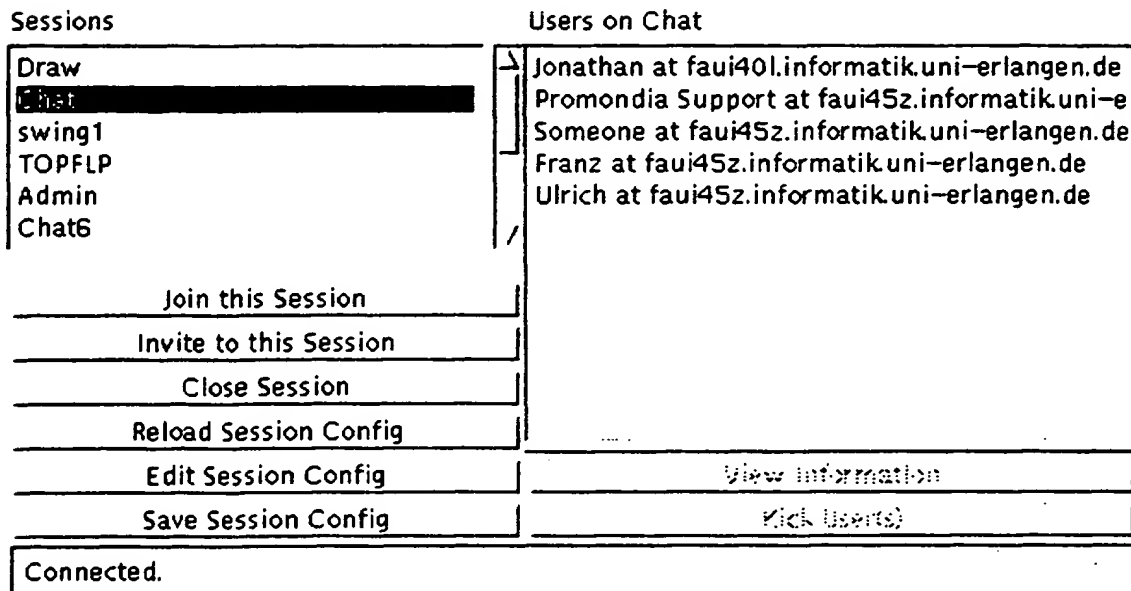 Sessions
Users on Chat
Draw
Chat
swing1
TOPFLP
Admin
Chat6
Jonathan at faui40l.informatik.uni-erlangen.de
Promondia Support at faui45z.informatik.uni-e
Someone at faui45z.informatik.uni-erlangen.de
Franz at faui45z.informatik.uni-erlangen.de
Ulrich at faui45z.informatik.uni-erlangen.de
Join this Session
Invite to this Session
Close Session
Reload Session Config
Edit Session Config
Save Session Config
View Information
Kick User(s)
Connected.